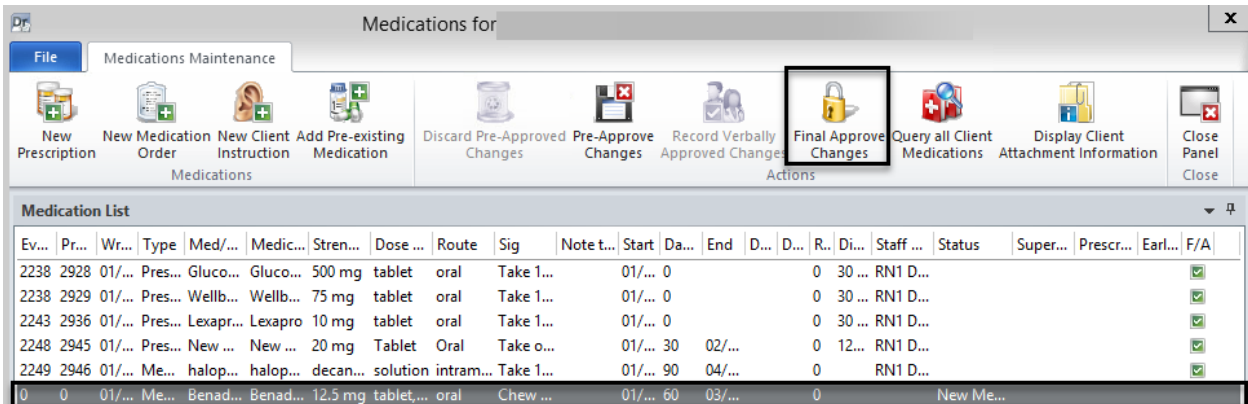 Medications for
File Medications Maintenance
New Prescription New Medication Order New Client Instruction Add Pre-existing Medication Discard Pre-Approved Changes Pre-Approve Changes Record Verbally Approved Changes Final Approve Changes Query all Client Medications Display Client Attachment Information Close Panel
Medications Actions Close
Medication List
Ev... Pr... Wr... Type Med/... Medic... Stren... Dose ... Route Sig Note t... Start Da... End D... D... R.. Di... Staff ... Status Super... Prescr... Earl... F/A
2238 2928 01/... Pres... Gluco... Gluco... 500 mg tablet oral Take 1... 01/... 0 0 30 ... RN1 D...
2238 2929 01/... Pres... Wellb... Wellb... 75 mg tablet oral Take 1... 01/... 0 0 30 ... RN1 D...
2243 2936 01/... Pres... Lexapr... Lexapro 10 mg tablet oral Take 1... 01/... 0 0 30 ... RN1 D...
2248 2945 01/... Pres... New ... New ... 20 mg Tablet Oral Take o... 01/... 30 02/... 0 12... RN1 D...
2249 2946 01/... Me... halop... halop... decan... solution intram... Take 1... 01/... 90 04/... 0 RN1 D...
0 0 01/... Me... Benad... Benad... 12.5 mg tablet,... oral Chew ... 01/... 60 03/... 0 New Me...